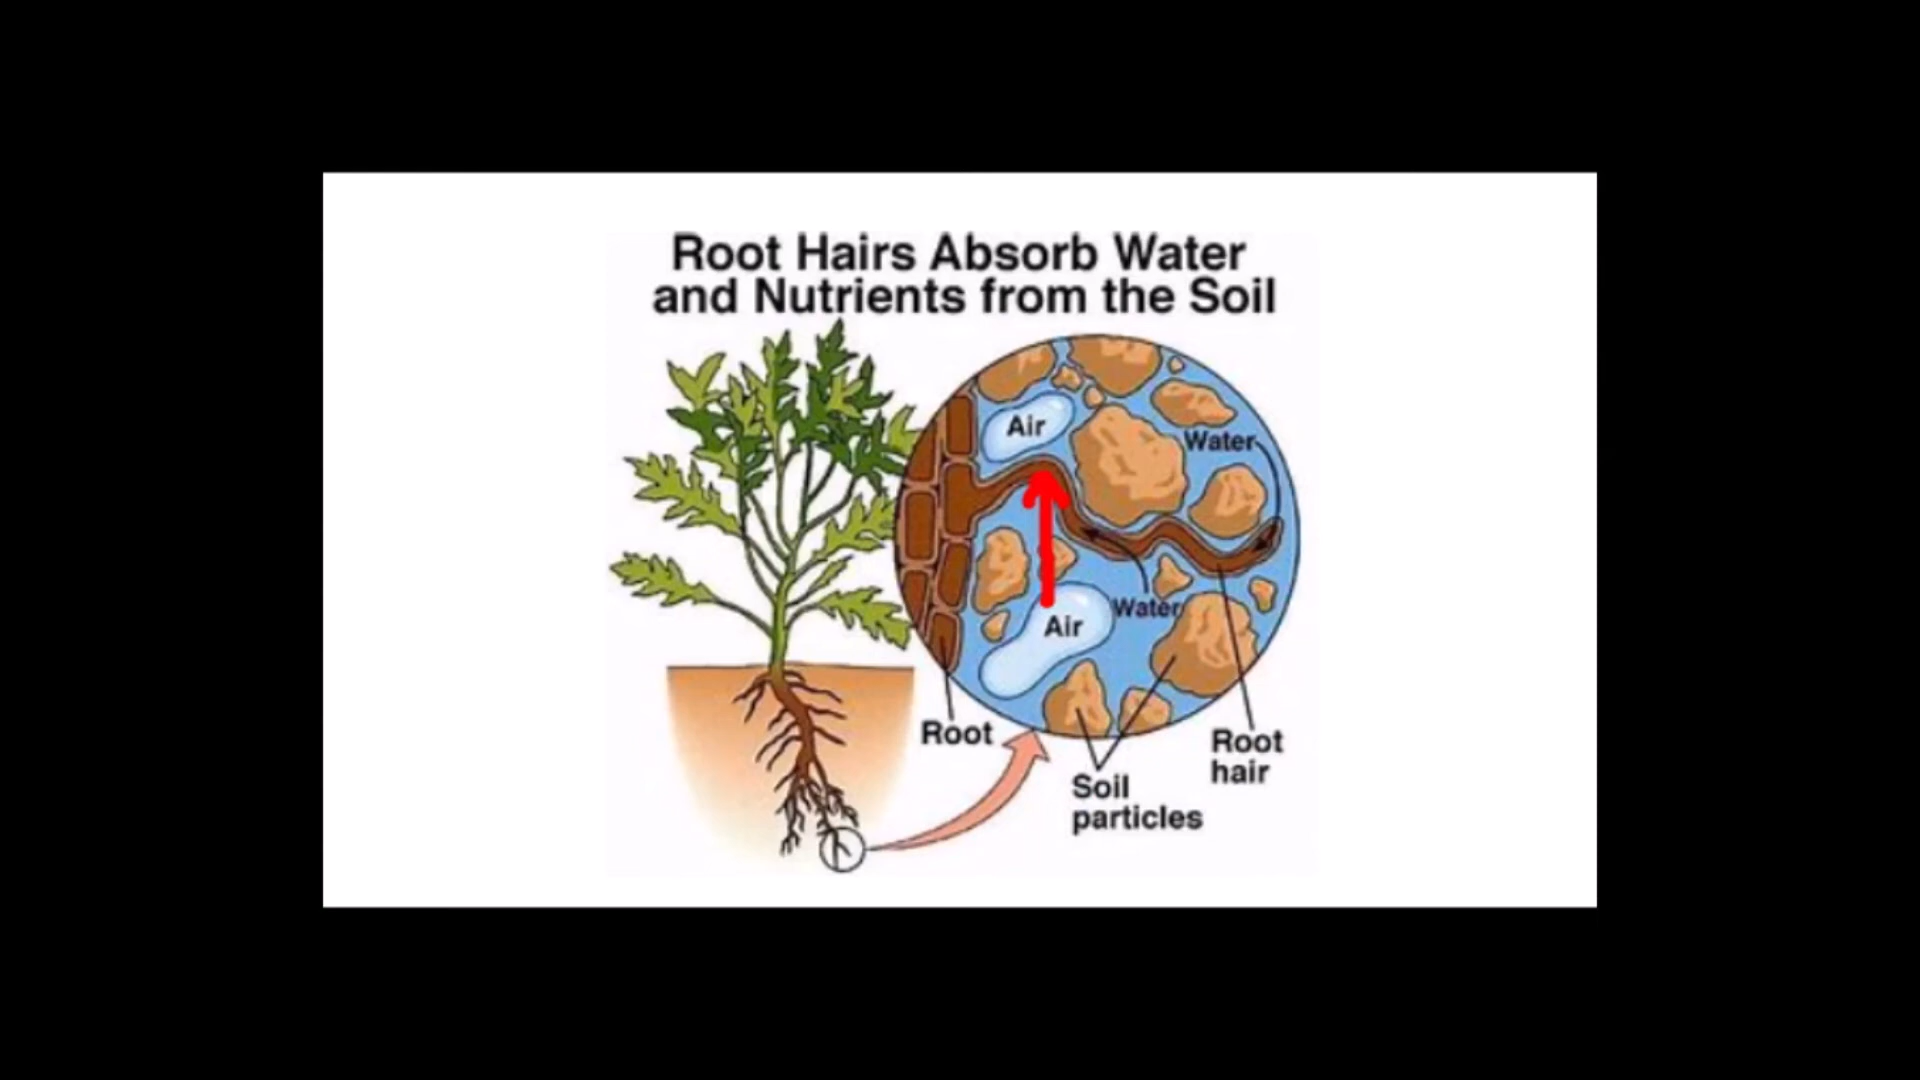 Root Hairs Absorb Water
and Nutrients from the Soil
Air
Water
Water
Air
Root
Root
hair
Soil
particles